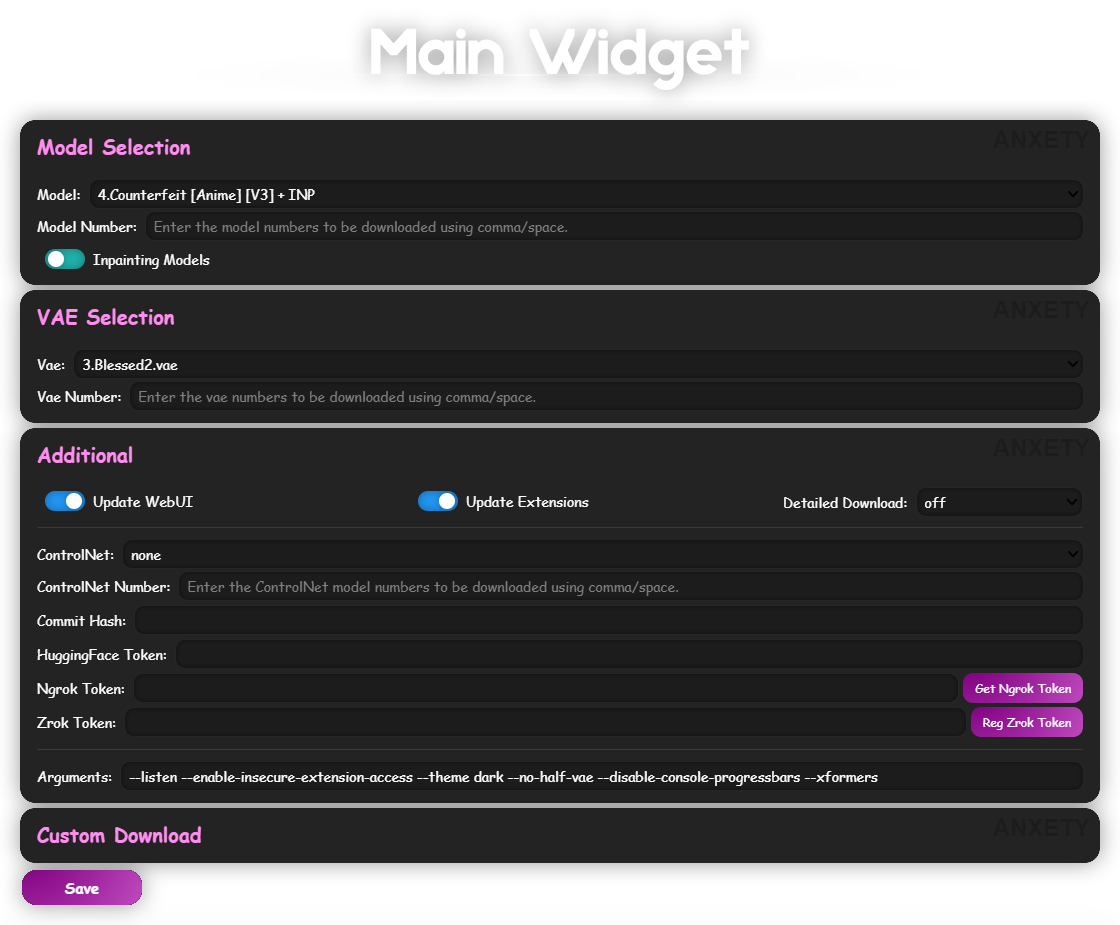 Main Widget
ANXETY
Model Selection
Model: 4.Counterfeit [Anime] [V3] + INP
Model Number: Enter the model numbers to be downloaded using comma/space.
Inpainting Models
ANXETY
VAE Selection
Vae: 3.Blessed2.vae
Vae Number: Enter the vae numbers to be downloaded using comma/space.
ANXETY
Additional
Update WebUI Update Extensions Detailed Download: off
ControlNet: none
ControlNet Number: Enter the ControlNet model numbers to be downloaded using comma/space.
Commit Hash:
HuggingFace Token:
Ngrok Token: Get Ngrok Token
Zrok Token: Reg Zrok Token
Arguments: --listen --enable-insecure-extension-access --theme dark --no-half-vae --disable-console-progressbars --xformers
ANXETY
Custom Download
Save